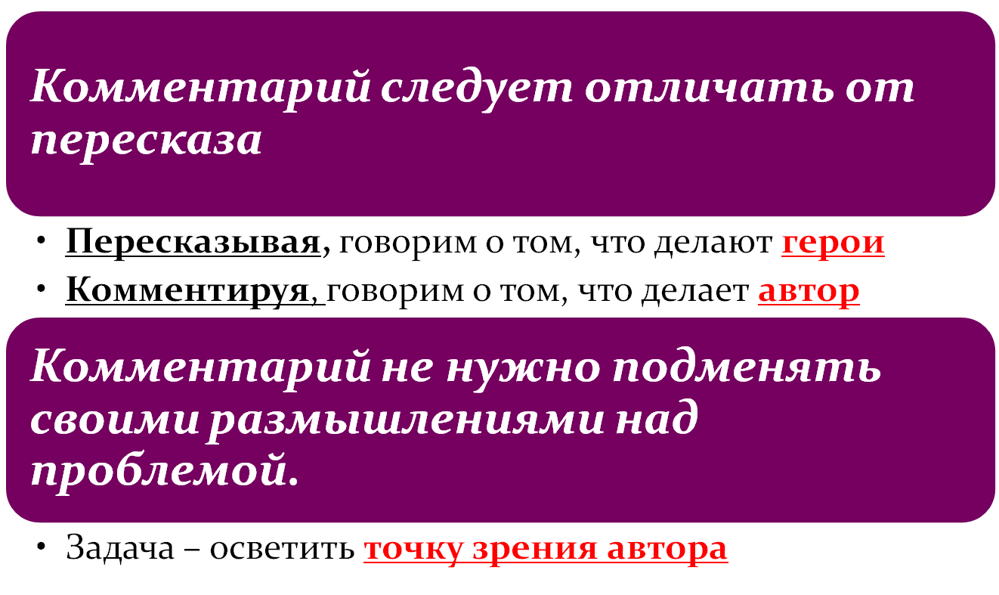 Комментарий следует отличать от
пересказа
• Пересказывая, говорим о том, что делают герои
• Комментируя, говорим о том, что делает автор
Комментарий не нужно подменять
своими размышлениями над
проблемой.
• Задача – осветить точку зрения автора